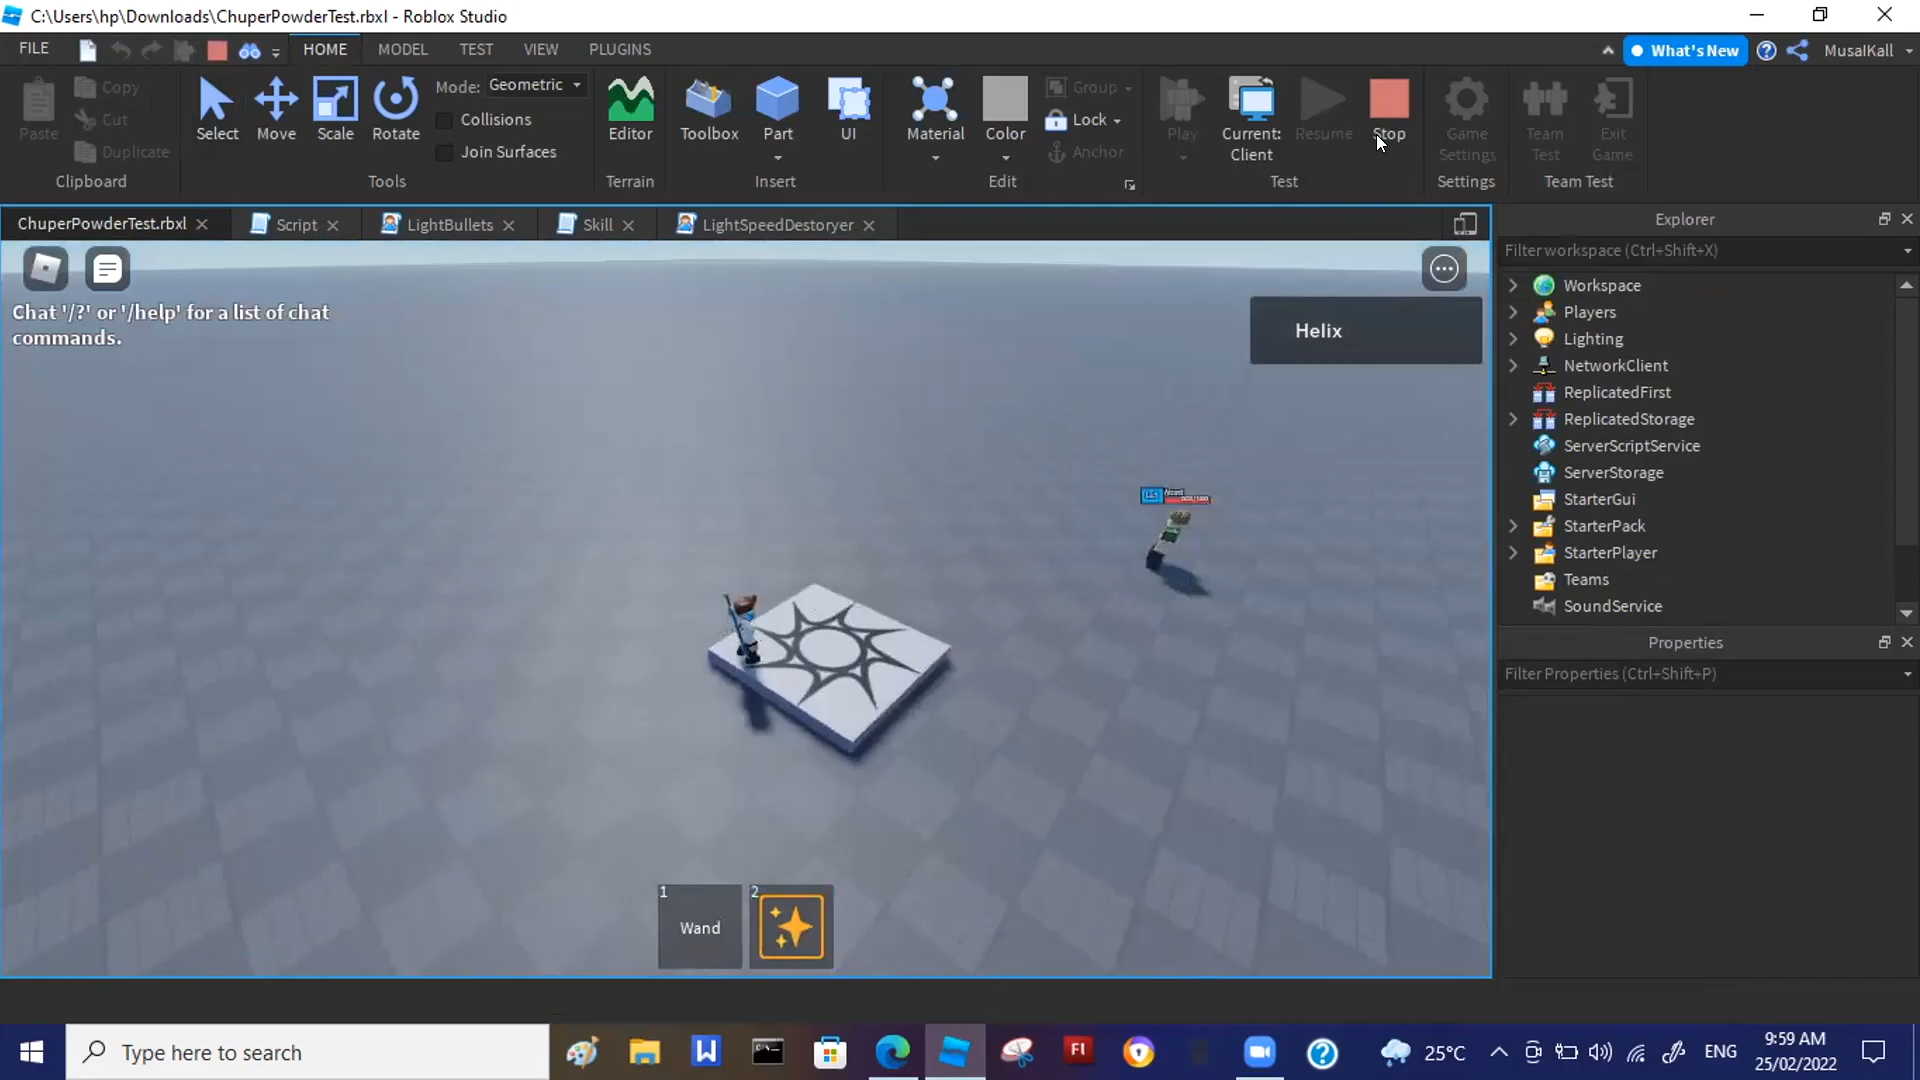 C:\Users\hp\Downloads\ChuperPowderTest.rbxl - Roblox Studio
FILE HOME MODEL TEST VIEW PLUGINS What's New MusaIKall
Paste Copy Cut Duplicate
Clipboard
Select Move Scale Rotate
Mode: Geometric
Collisions
Join Surfaces
Tools
Editor
Terrain
Toolbox Part UI
Insert
Material Color Group Lock Anchor
Edit
Play Current: Client Resume Stop
Test
Game Settings
Settings
Team Test Exit Game
Team Test
ChuperPowderTest.rbxl Script LightBullets Skill LightSpeedDestoryer
Chat '/?' or '/help' for a list of chat
commands.
Helix
1
Wand
2
Explorer
Filter workspace (Ctrl+Shift+X)
Workspace
Players
Lighting
NetworkClient
ReplicatedFirst
ReplicatedStorage
ServerScriptService
ServerStorage
StarterGui
StarterPack
StarterPlayer
Teams
SoundService
Properties
Filter Properties (Ctrl+Shift+P)
Type here to search
W
Fl
25°C
ENG
9:59 AM
25/02/2022